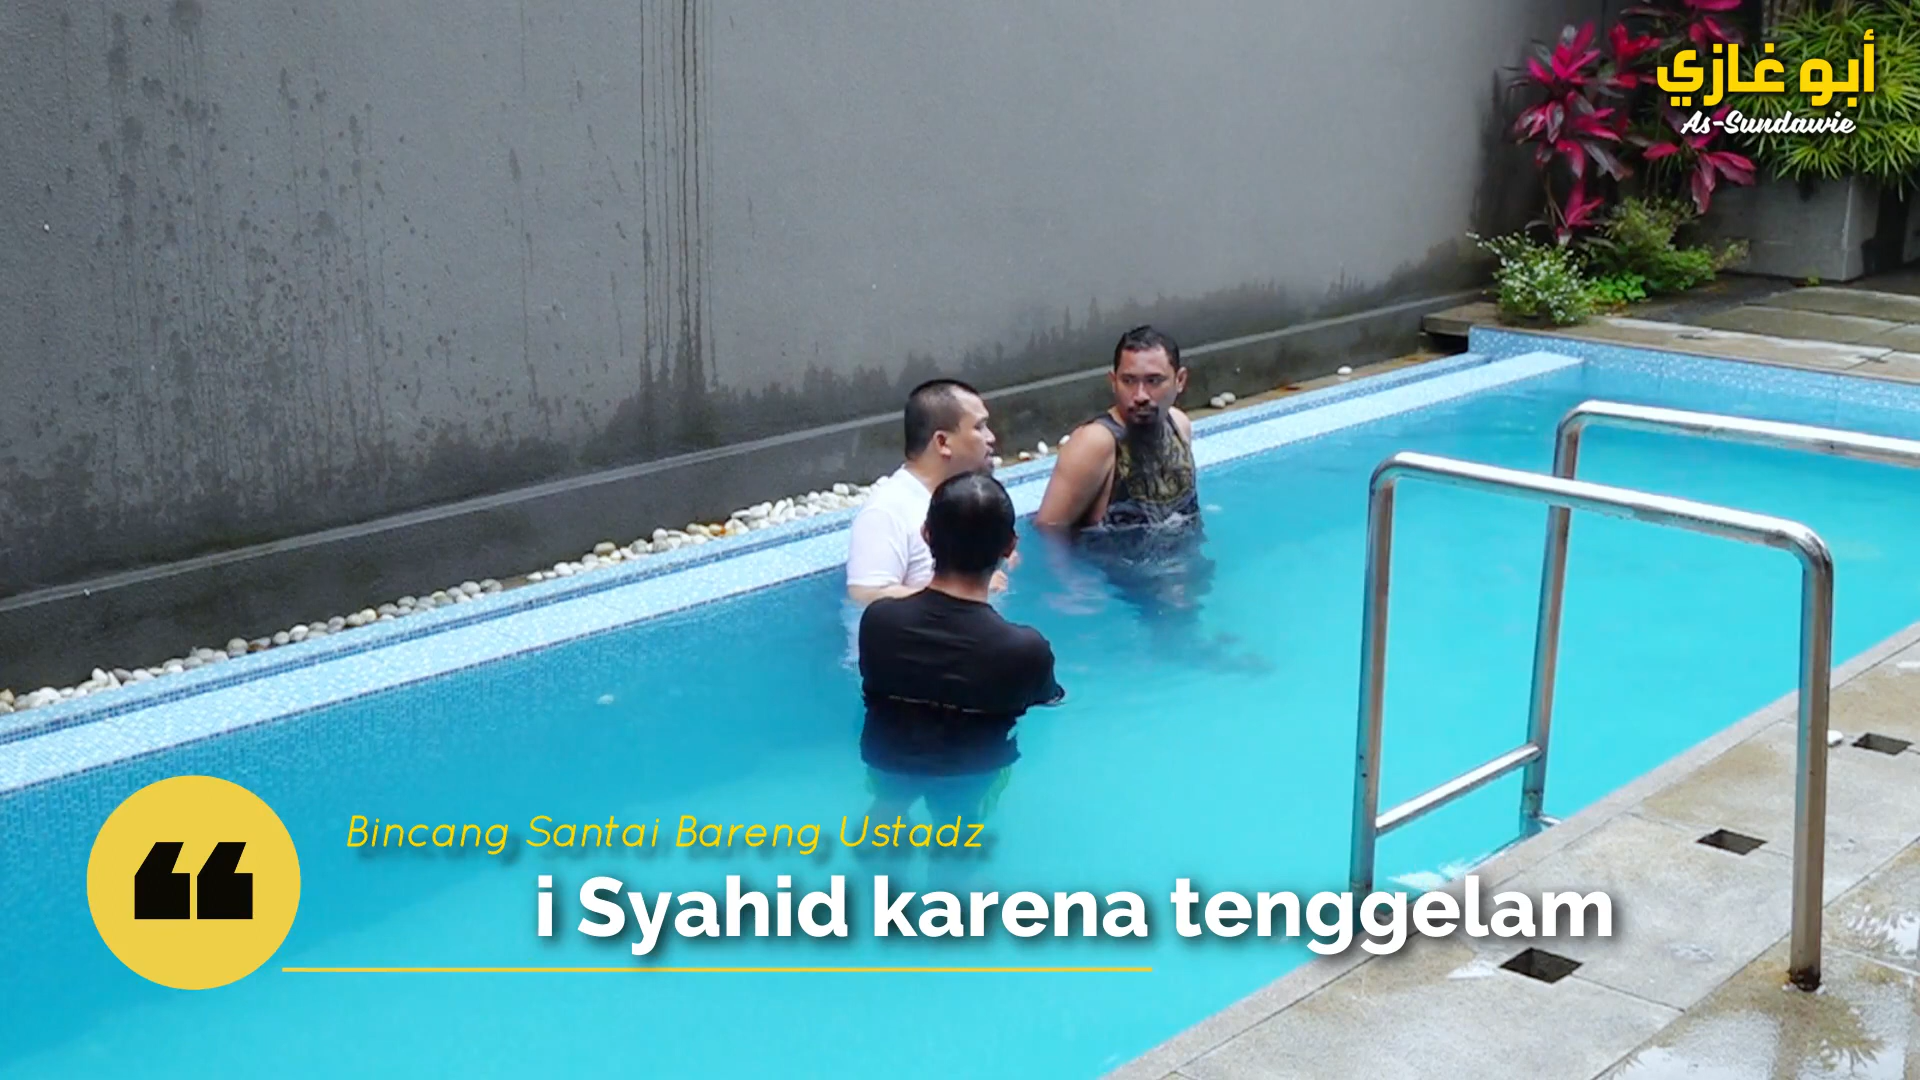 أبو غازي
As-Sundawie
Bincang Santai Bareng Ustadz
i Syahid karena tenggelam